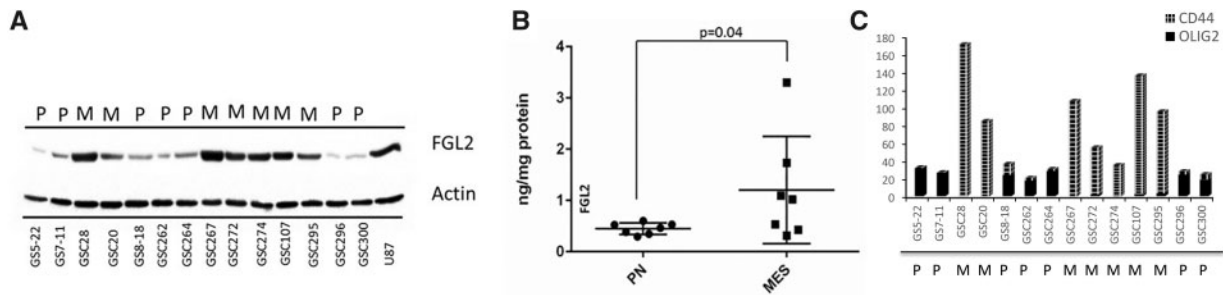 A
P P M M P P P M M M M M P P
FGL2
Actin
GS5-22 GS7-11 GSC28 GSC20 GS8-18 GSC262 GSC264 GSC267 GSC272 GSC274 GSC107 GSC295 GSC296 GSC300 U87
B
p=0.04
4
3
2
1
0
ng/mg protein
FGL2
PN MES
C
CD44
OLIG2
180
160
140
120
100
80
60
40
20
0
GS5-22 GS7-11 GSC28 GSC20 GS8-18 GSC262 GSC264 GSC267 GSC272 GSC274 GSC107 GSC295 GSC296 GSC300
P P M M P P P M M M M M P P